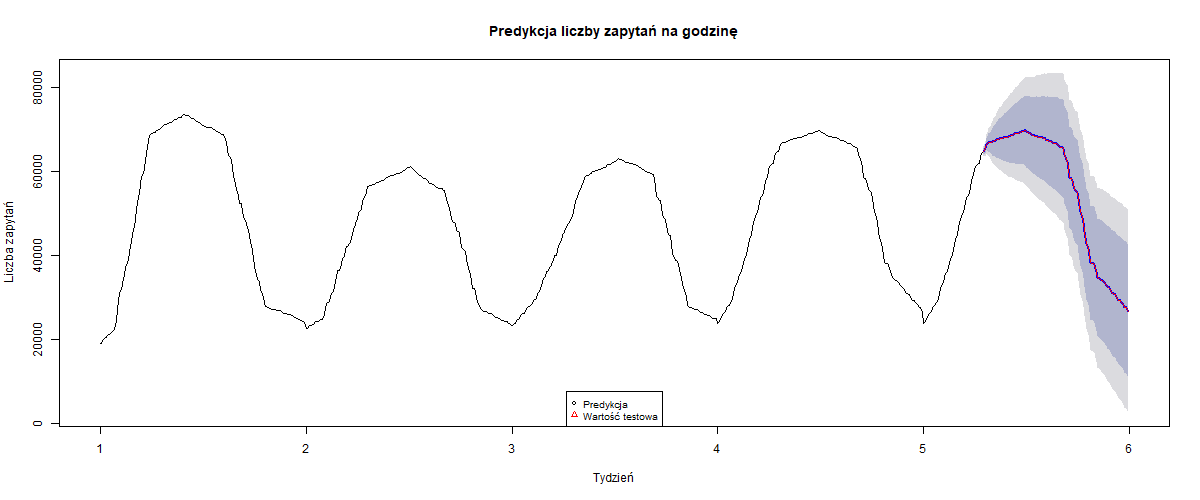 Predykcja liczby zapytań na godzinę
Liczba zapytań
80000
60000
40000
20000
0
Predykcja
Wartość testowa
1 2 3 4 5 6
Tydzień